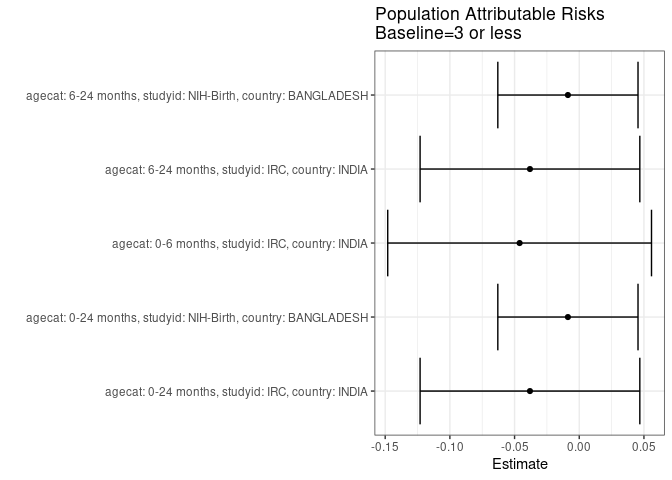 Population Attributable Risks
Baseline=3 or less
agecat: 6-24 months, studyid: NIH-Birth, country: BANGLADESH
agecat: 6-24 months, studyid: IRC, country: INDIA
agecat: 0-6 months, studyid: IRC, country: INDIA
agecat: 0-24 months, studyid: NIH-Birth, country: BANGLADESH
agecat: 0-24 months, studyid: IRC, country: INDIA
-0.15 -0.10 -0.05 0.00 0.05
Estimate